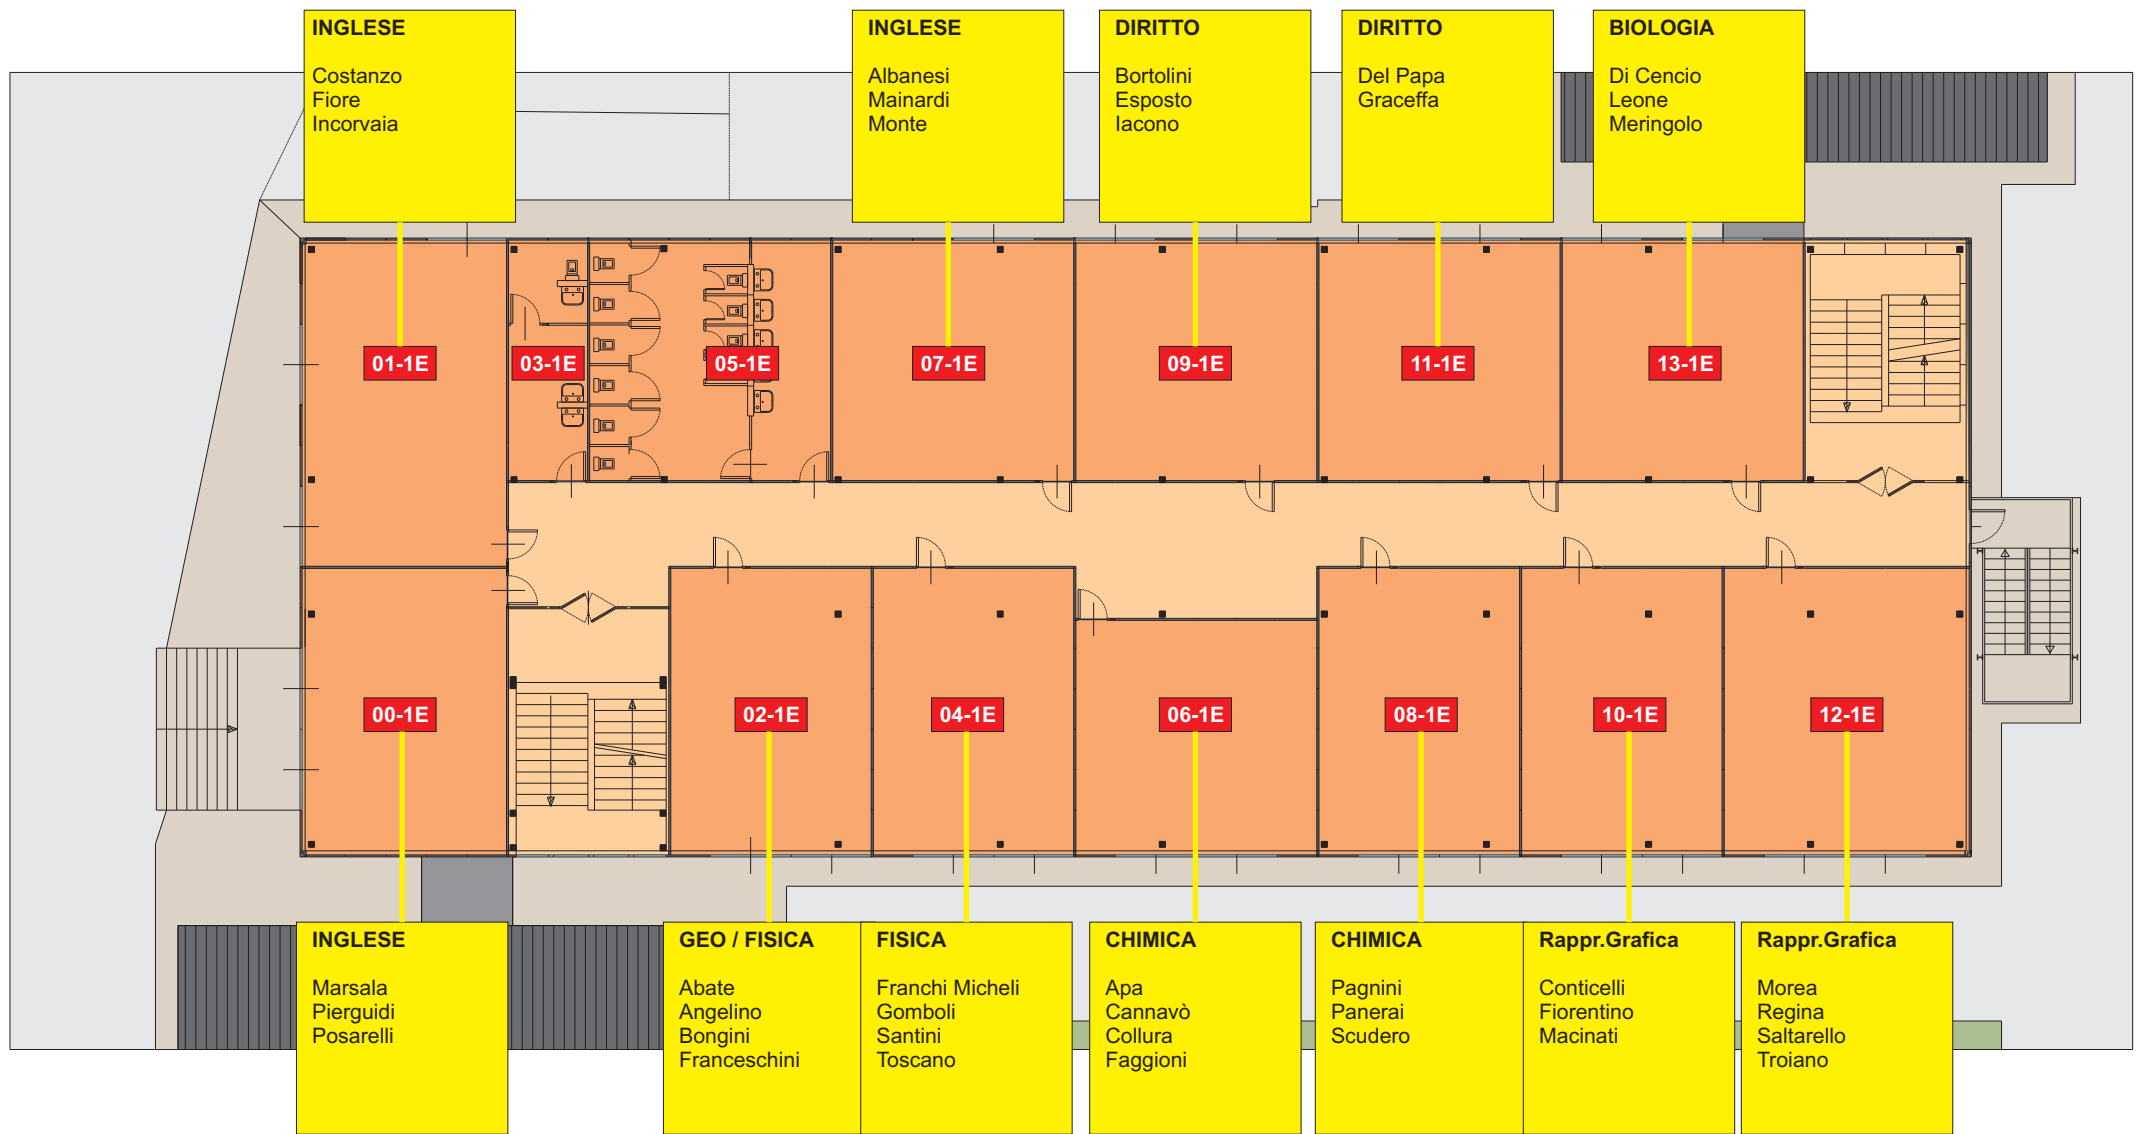 INGLESE
Costanzo
Fiore
Incorvaia
INGLESE
Albanesi
Mainardi
Monte
DIRITTO
Bortolini
Esposto
Iacono
DIRITTO
Del Papa
Graceffa
BIOLOGIA
Di Cencio
Leone
Meringolo
01-1E
03-1E
05-1E
07-1E
09-1E
11-1E
13-1E
00-1E
02-1E
04-1E
06-1E
08-1E
10-1E
12-1E
INGLESE
Marsala
Pierguidi
Posarelli
GEO / FISICA
Abate
Angelino
Bongini
Franceschini
FISICA
Franchi Micheli
Gomboli
Santini
Toscano
CHIMICA
Apa
Cannavò
Collura
Faggioni
CHIMICA
Pagnini
Panerai
Scudero
Rappr.Grafica
Conticelli
Fiorentino
Macinati
Rappr.Grafica
Morea
Regina
Saltarello
Troiano